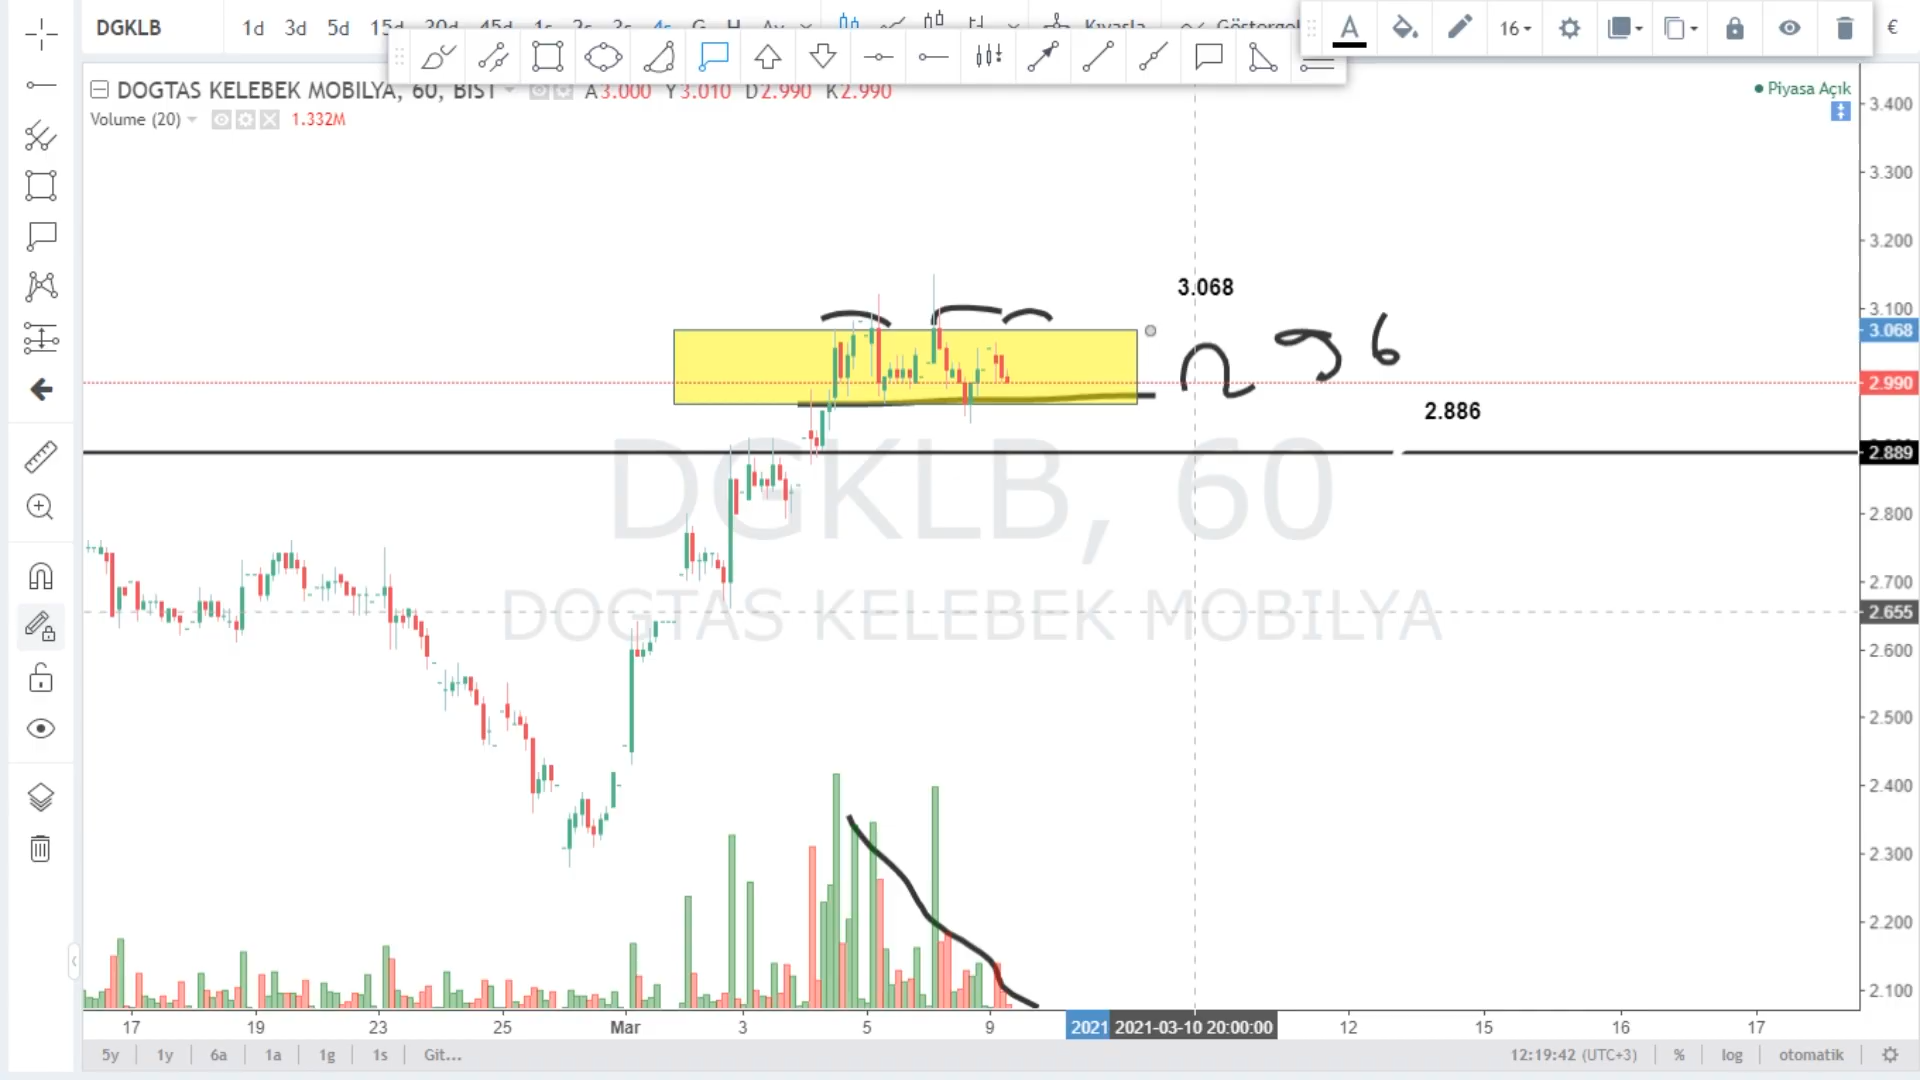 DGKLB 1d 3d 5d
16 €
DOGTAS KELEBEK MOBILYA, 60, BIST A3.000 Y3.010 D2.990 K2.990
Piyasa Açık
Volume (20) 1.332M
3.400
3.300
3.200
3.068
3.100
3.068
2 9 6
2.990
2.886
2.889
DGKLB, 60
2.800
2.700
DOGTAS KELEBEK MOBILYA
2.655
2.600
2.500
2.400
2.300
2.200
2.100
17 19 23 25 Mar 3 5 9 2021 2021-03-10 20:00:00 12 15 16 17
5y 1y 6a 1a 1g 1s Git... 12:19:42 (UTC+3) % log otomatik